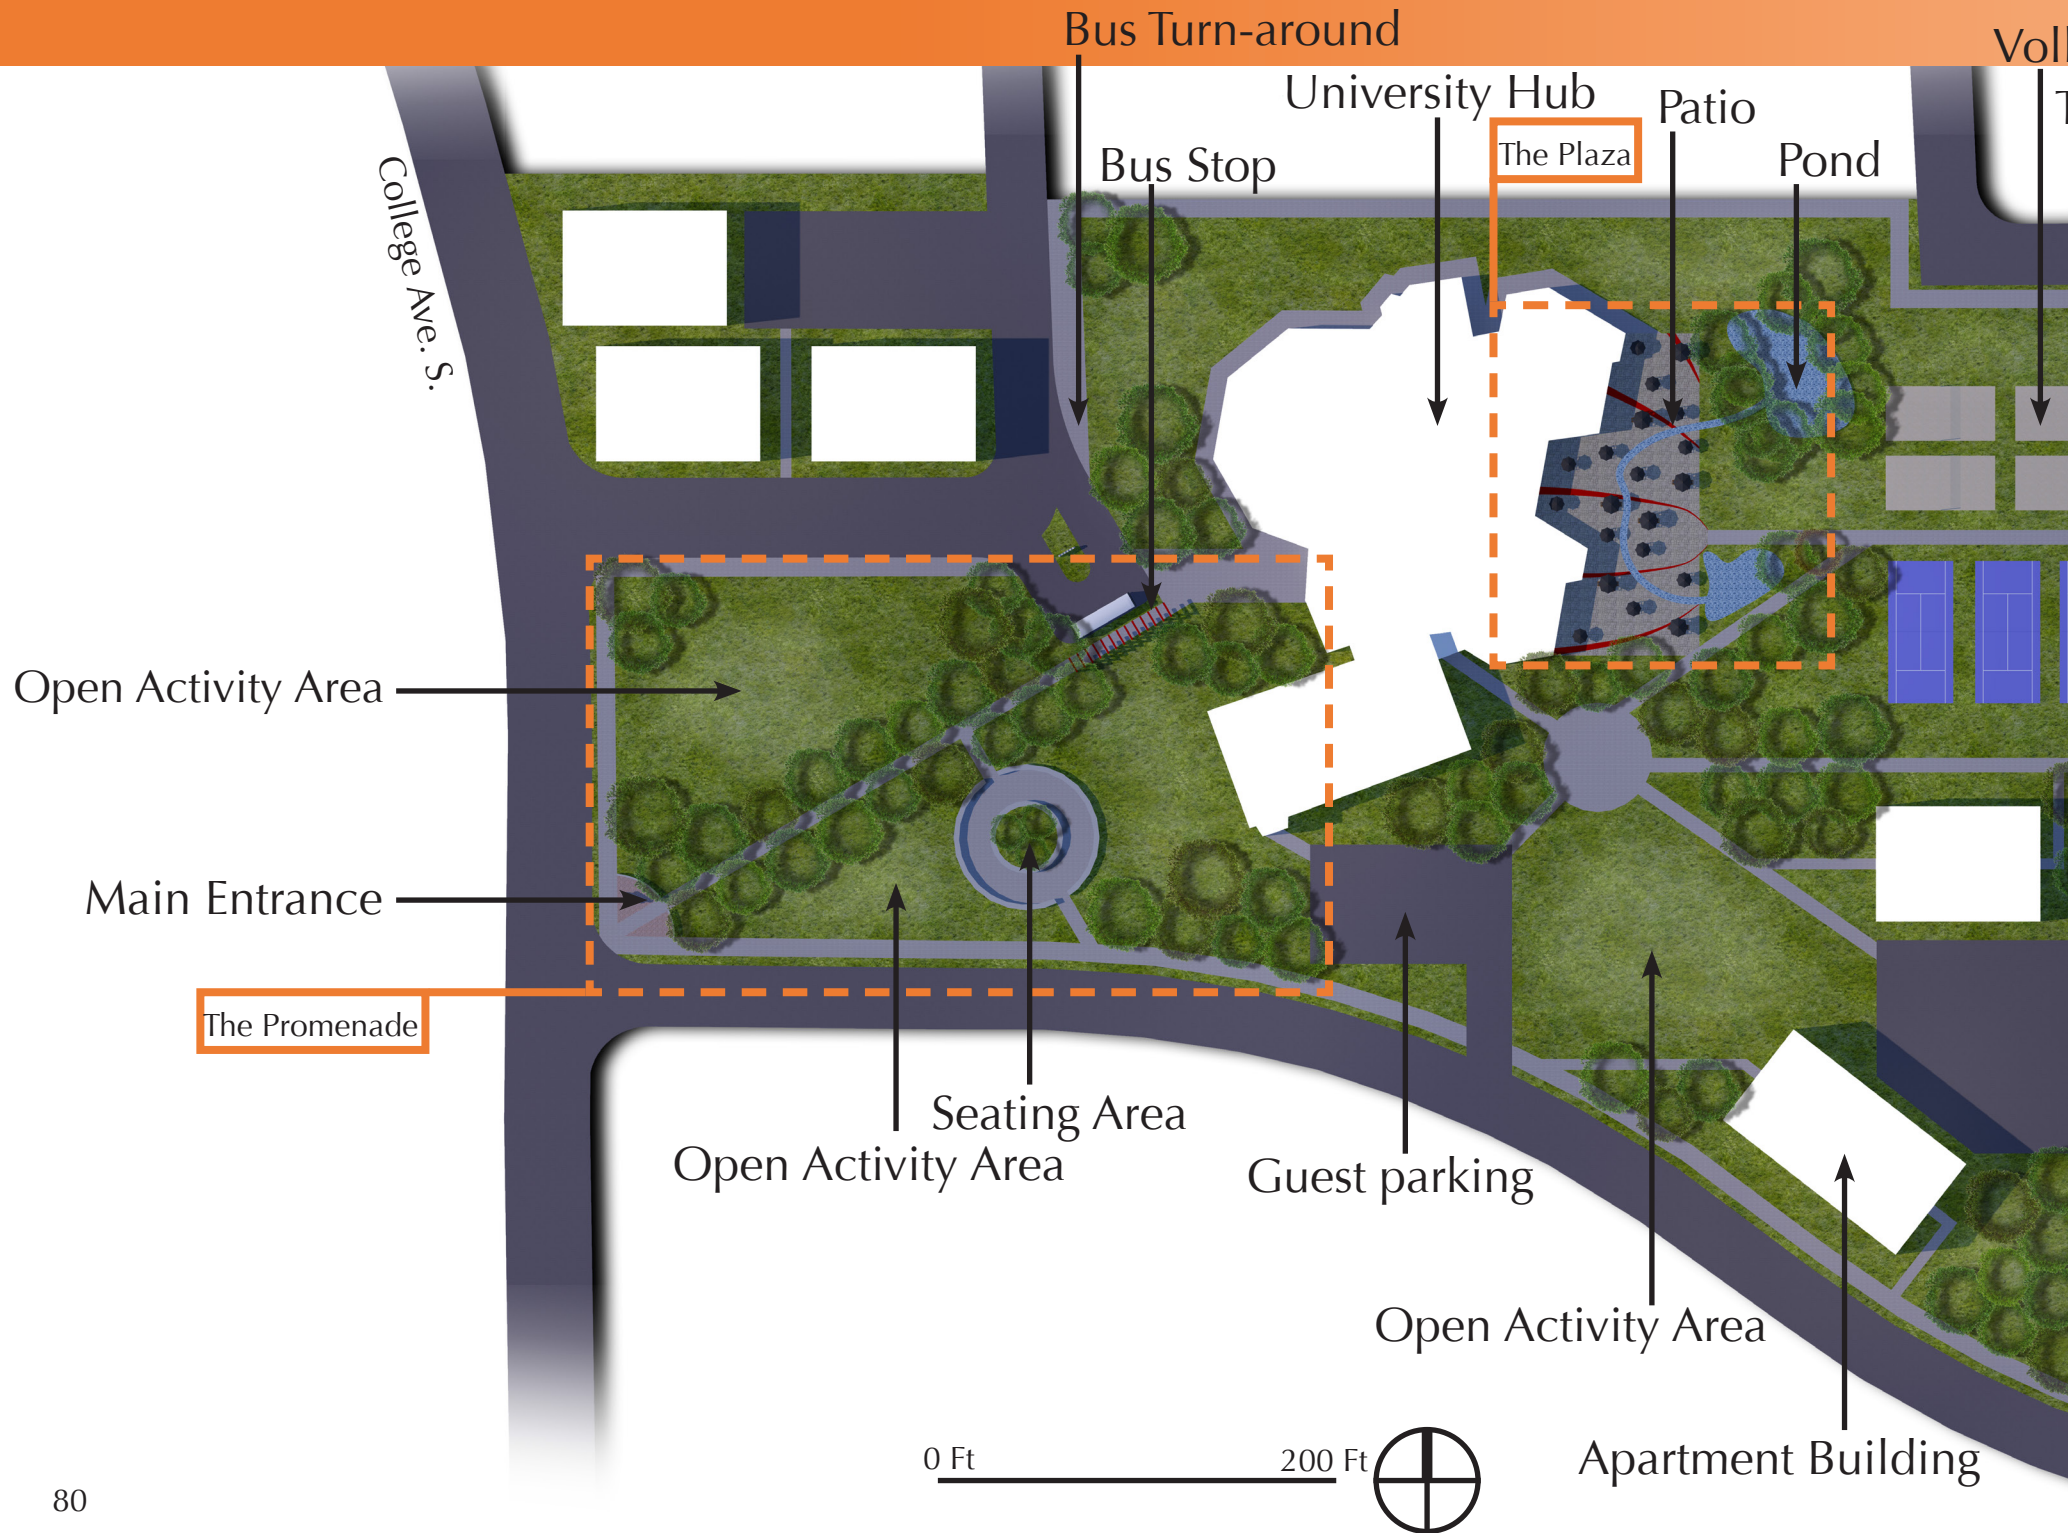 Bus Turn-around
University Hub
Patio
The Plaza
Bus Stop
Pond
College Ave. S.
Open Activity Area
Main Entrance
The Promenade
Seating Area
Open Activity Area
Guest parking
Open Activity Area
0 Ft
200 Ft
Apartment Building
80